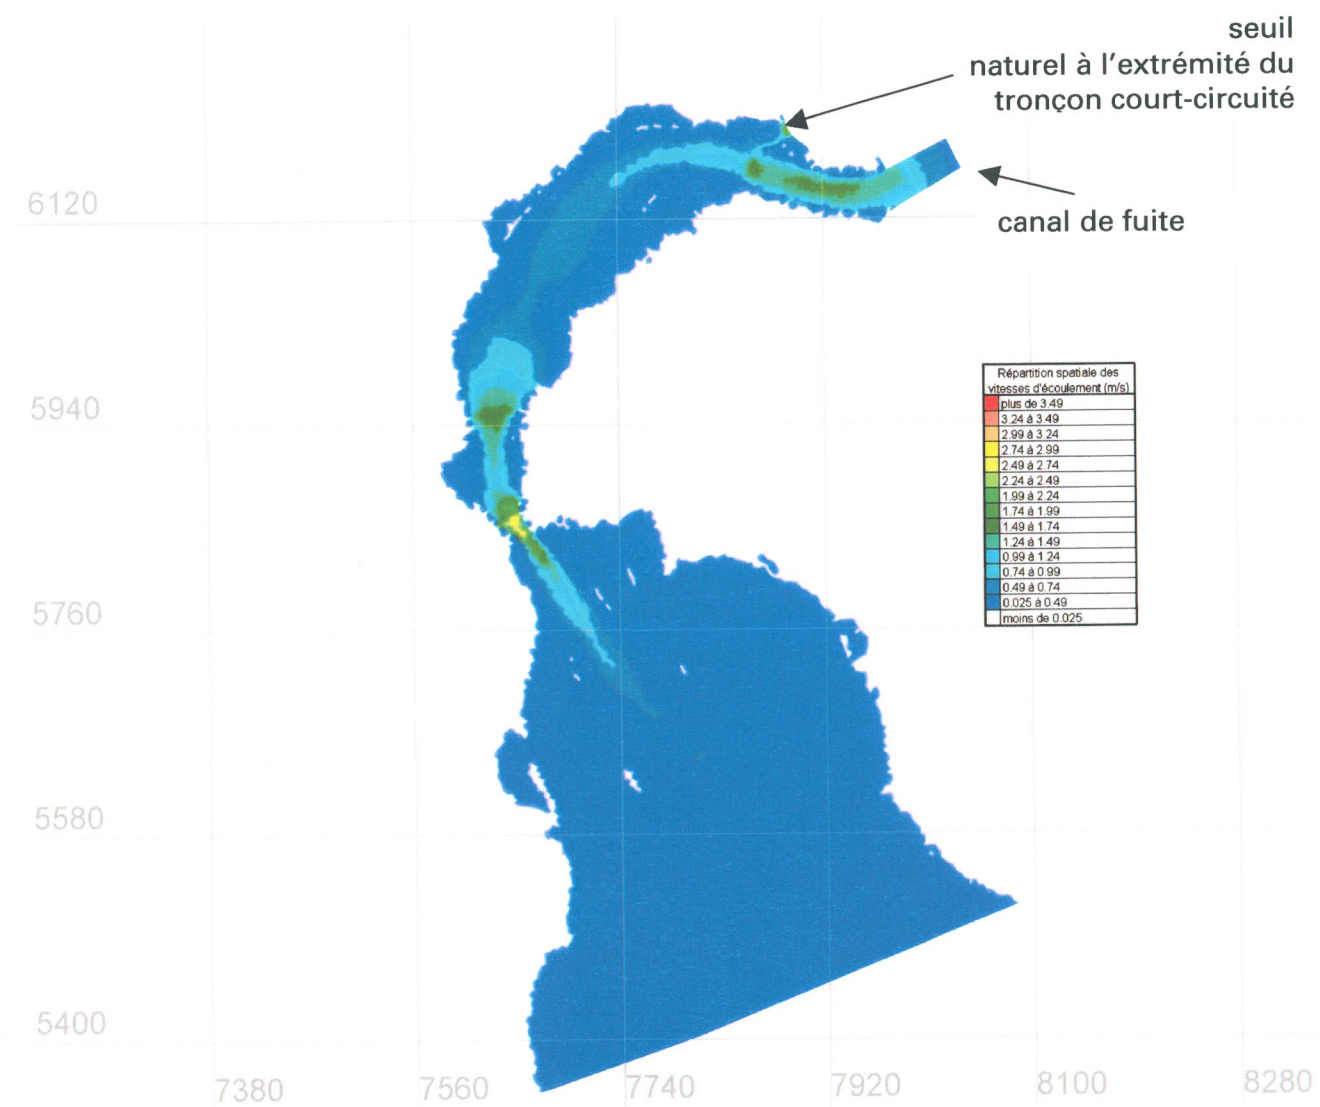 seuil
naturel à l'extrémité du
tronçon court-circuité
canal de fuite
6120
5940
5760
5580
5400
Répartition spatiale des
vitesses d'écoulement (m/s)
plus de 3.49
3.24 à 3.49
2.99 à 3.24
2.74 à 2.99
2.49 à 2.74
2.24 à 2.49
1.99 à 2.24
1.74 à 1.99
1.49 à 1.74
1.24 à 1.49
0.99 à 1.24
0.74 à 0.99
0.49 à 0.74
0.025 à 0.49
moins de 0.025
7380
7560
7740
7920
8100
8280